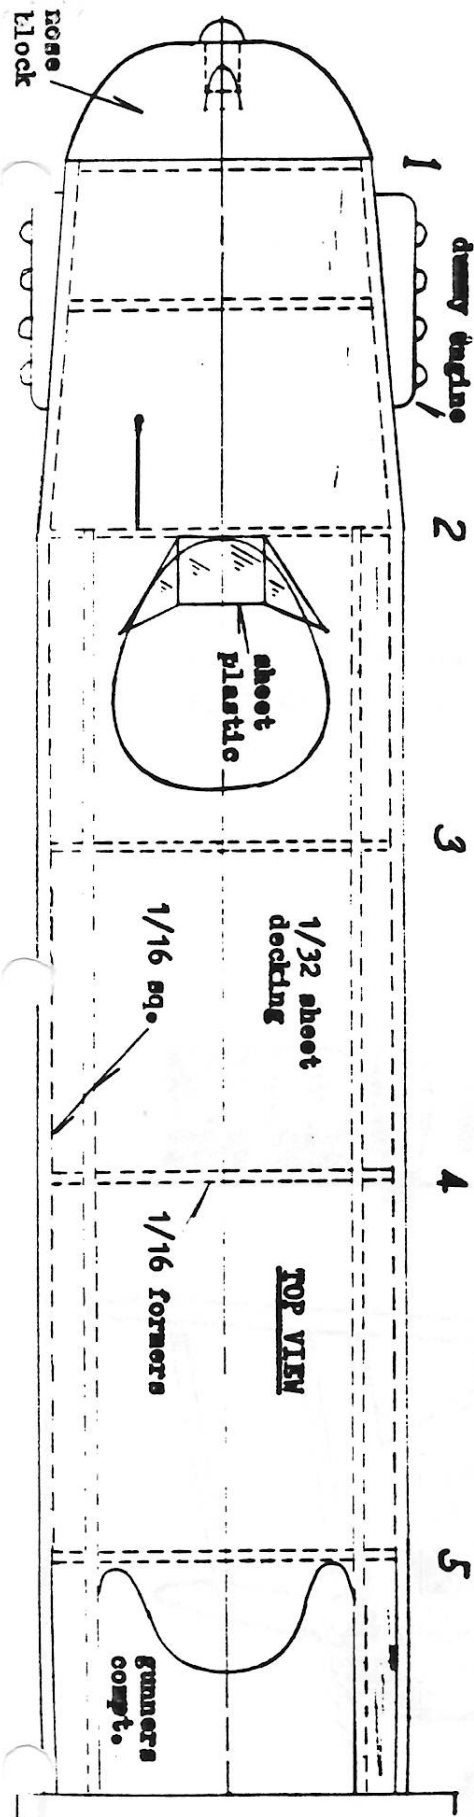 nose
block
1
dummy engine
2
sheet
plastic
3
1/32 sheet
decking
1/16 sq.
4
1/16 formers
TOP VIEW
5
gunners
compt.